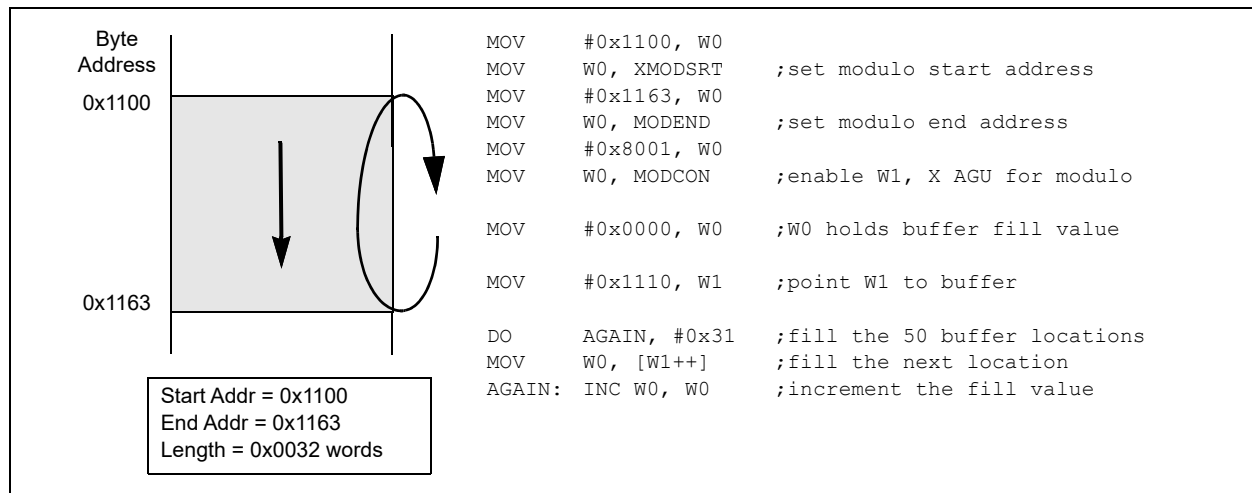 Byte
Address
0x1100
0x1163
Start Addr = 0x1100
End Addr = 0x1163
Length = 0x0032 words
MOV #0x1100, W0
MOV W0, XMODSRT ;set modulo start address
MOV #0x1163, W0
MOV W0, MODEND ;set modulo end address
MOV #0x8001, W0
MOV W0, MODCON ;enable W1, X AGU for modulo
MOV #0x0000, W0 ;W0 holds buffer fill value
MOV #0x1110, W1 ;point W1 to buffer
DO AGAIN, #0x31 ;fill the 50 buffer locations
MOV W0, [W1++] ;fill the next location
AGAIN: INC W0, W0 ;increment the fill value